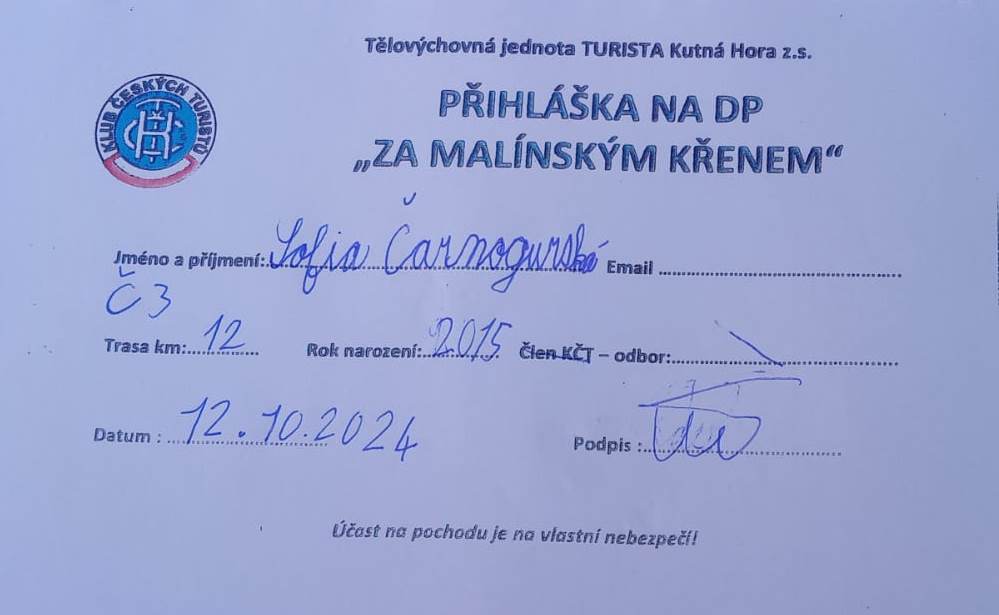 Tělovýchovná jednota TURISTA Kutná Hora z.s.
KLUB ČESKÝCH TURISTŮ
KČT
PŘIHLÁŠKA NA DP
„ZA MALÍNSKÝM KŘENEM“
Jméno a příjmení: Sofia Čarnogurská Email
Č3
Trasa km: 12 Rok narození: 2015 Člen KČT – odbor:
Datum : 12.10.2024 Podpis :
Účast na pochodu je na vlastní nebezpečí!